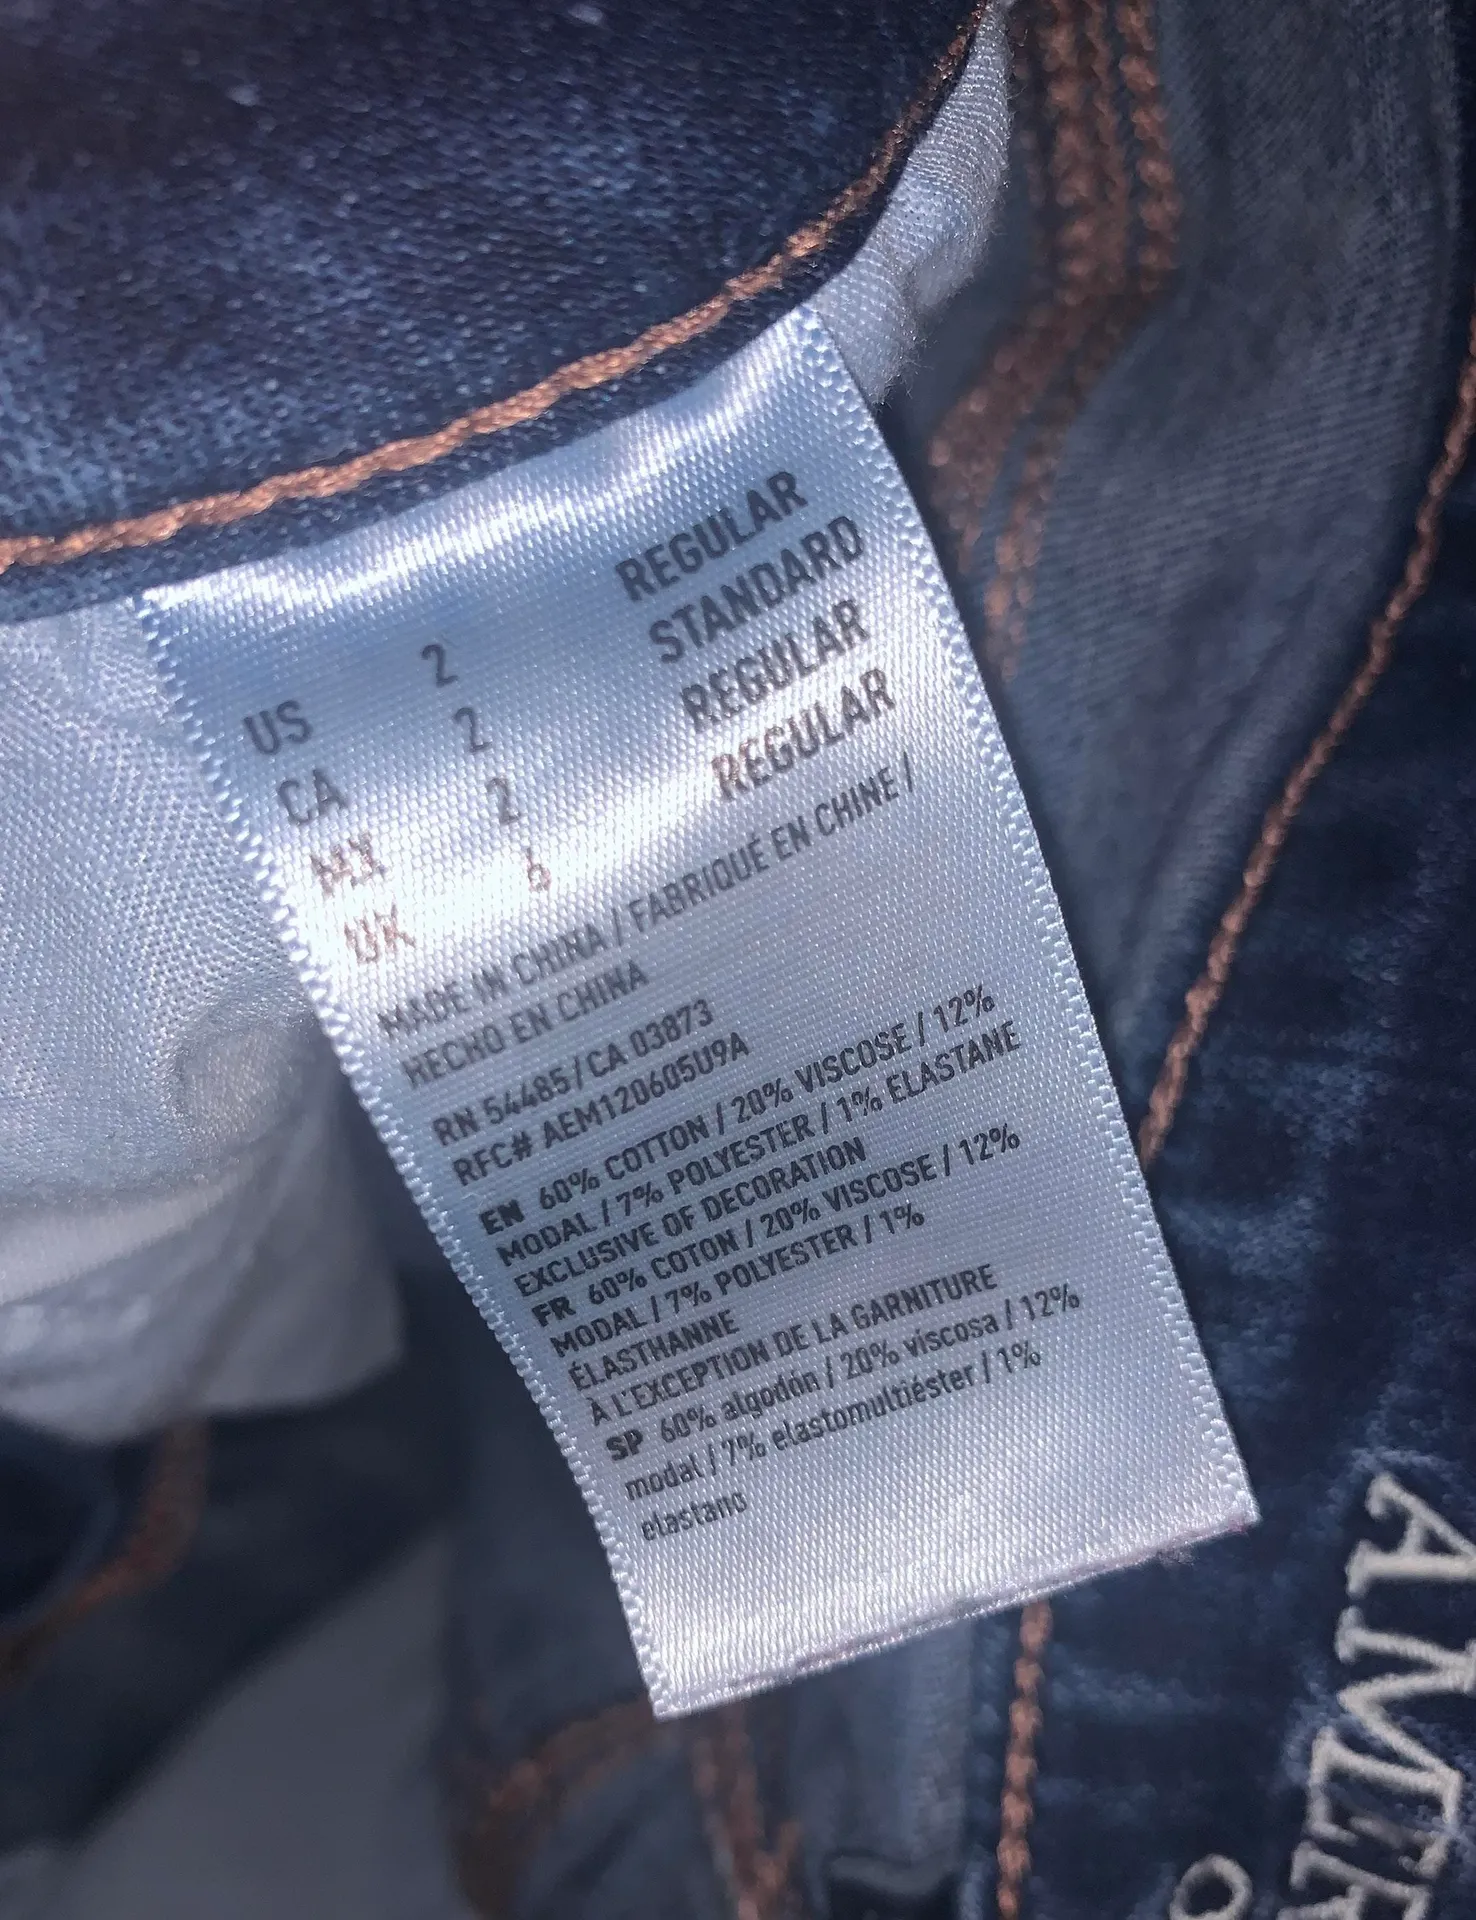 US 2 REGULAR
CA 2 STANDARD
MX 2 REGULAR
UK 6 REGULAR
MADE IN CHINA / FABRIQUÉ EN CHINE /
HECHO EN CHINA
RN 54485 / CA 03873
RFC# AEM120605U9A
EN 60% COTTON / 20% VISCOSE / 12%
MODAL / 7% POLYESTER / 1% ELASTANE
EXCLUSIVE OF DECORATION
FR 60% COTON / 20% VISCOSE / 12%
MODAL / 7% POLYESTER / 1%
ÉLASTHANNE
À L'EXCEPTION DE LA GARNITURE
SP 60% algodón / 20% viscosa / 12%
modal / 7% elastomultiéster / 1%
elastano